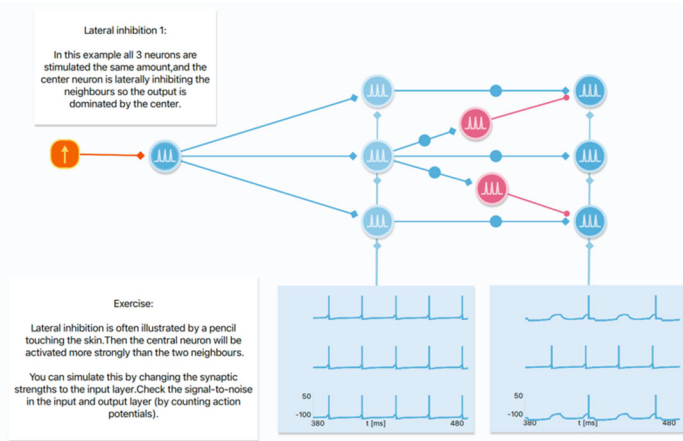 Lateral inhibition 1:
In this example all 3 neurons are
stimulated the same amount,and the
center neuron is laterally inhibiting the
neighbours so the output is
dominated by the center.
Exercise:
Lateral inhibition is often illustrated by a pencil
touching the skin.Then the central neuron will be
activated more strongly than the two neighbours.
You can simulate this by changing the synaptic
strengths to the input layer.Check the signal-to-noise
in the input and output layer (by counting action
potentials).
50
-100
380 t [ms] 480
50
-100
380 t [ms] 480